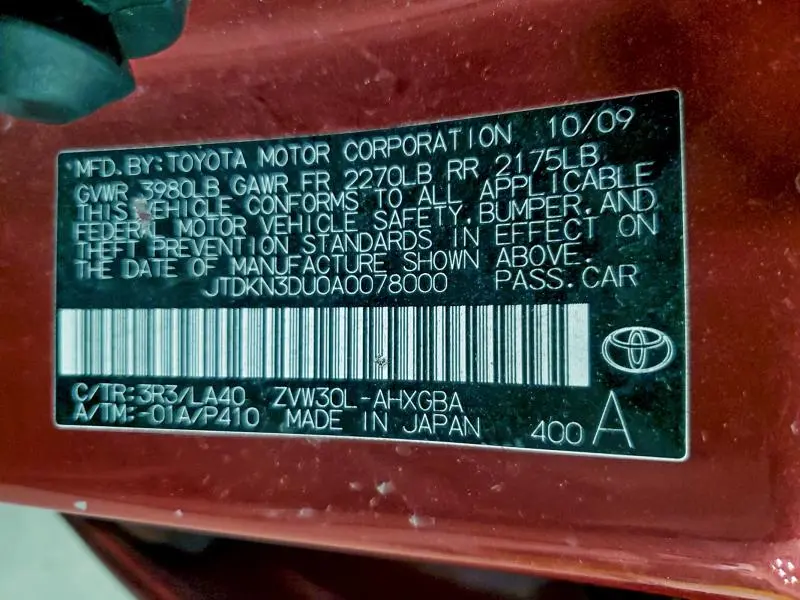 MFD.BY:TOYOTA MOTOR CORPORATION 10/09
GVWR 3980LB GAWR FR 2270LB RR 2175LB
THIS VEHICLE CONFORMS TO ALL APPLICABLE
FEDERAL MOTOR VEHICLE SAFETY,BUMPER,AND
THEFT PREVENTION STANDARDS IN EFFECT ON
THE DATE OF MANUFACTURE SHOWN ABOVE.
JTDKN3DU0A0078000 PASS.CAR
C/TR:3R3/LA40 ZVW30L-AHXGBA
A/TM:-01A/P410 MADE IN JAPAN 400 A